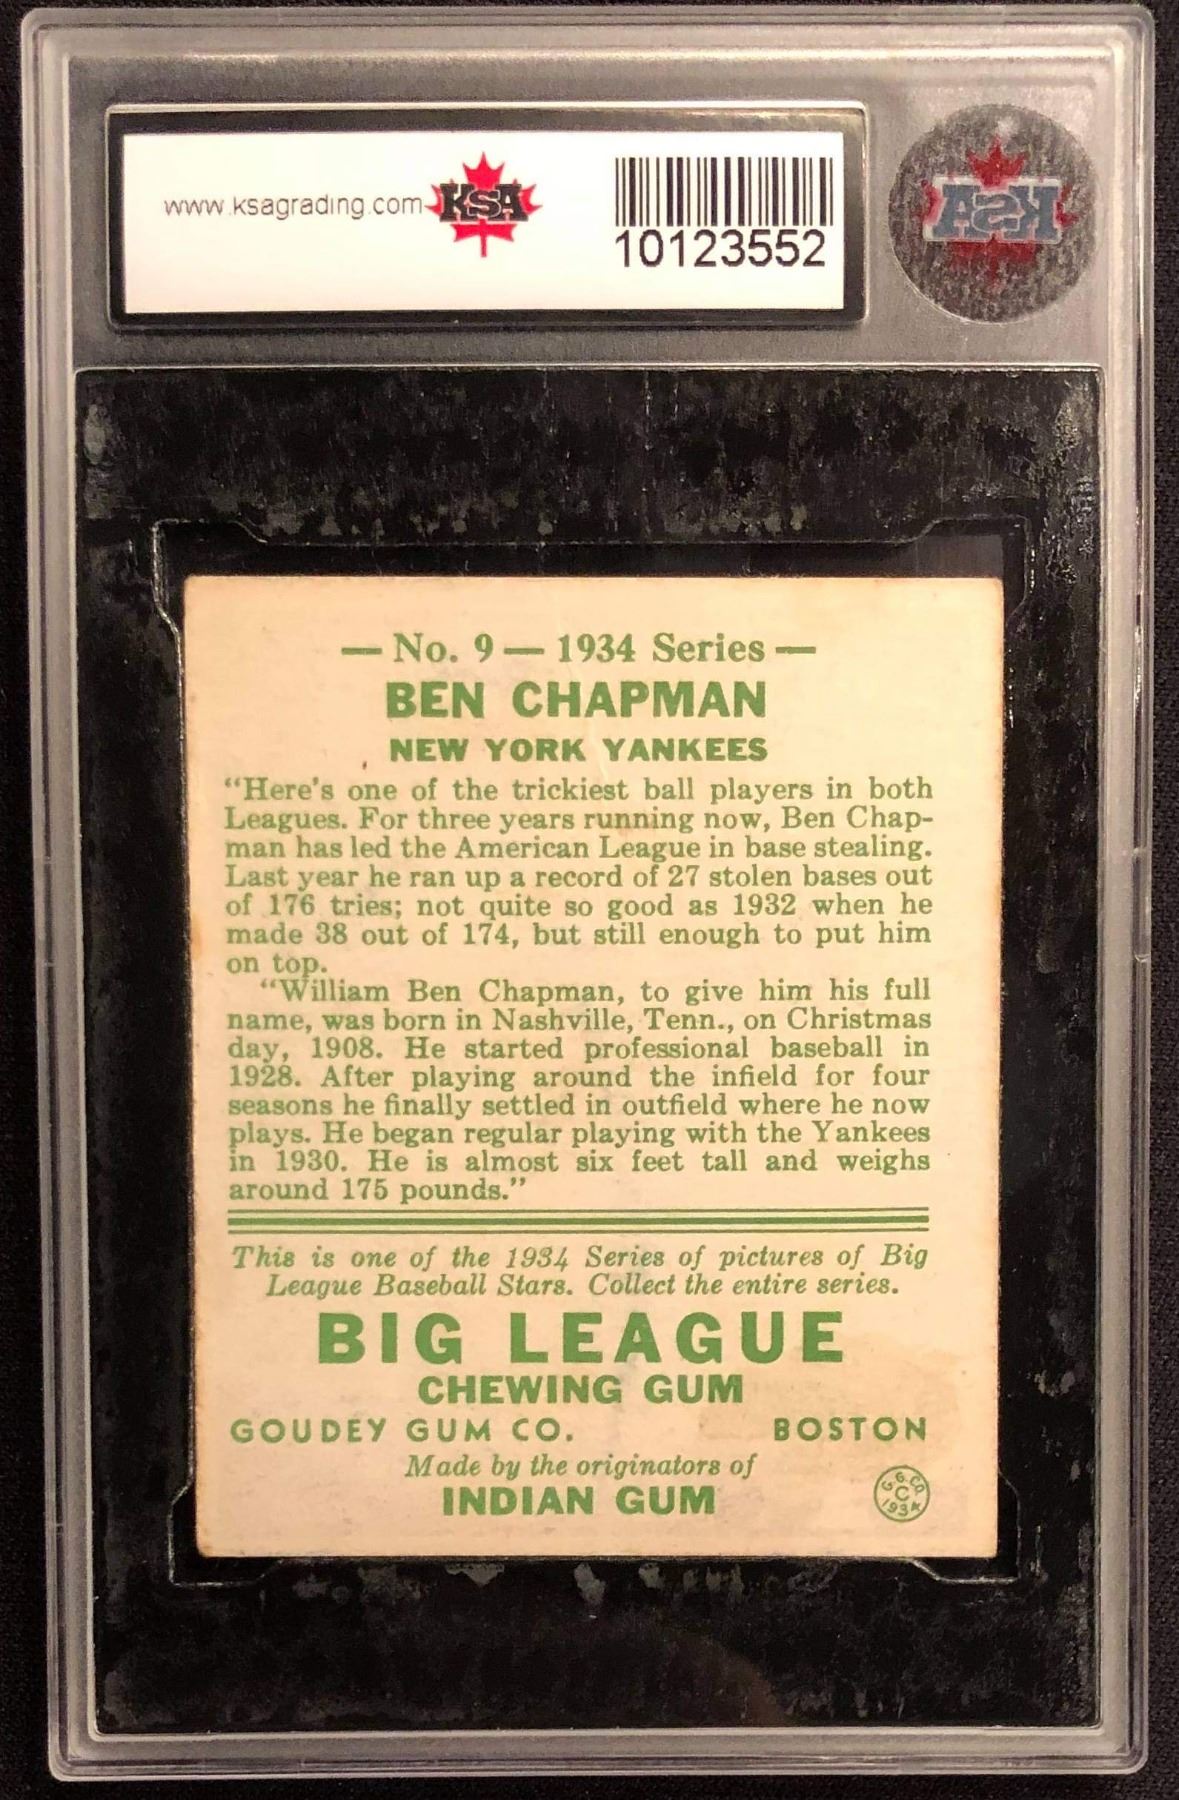 www.ksagrading.com
KSA
10123552
KSA
— No. 9 — 1934 Series —
BEN CHAPMAN
NEW YORK YANKEES
“Here's one of the trickiest ball players in both
Leagues. For three years running now, Ben Chap-
man has led the American League in base stealing.
Last year he ran up a record of 27 stolen bases out
of 176 tries; not quite so good as 1932 when he
made 38 out of 174, but still enough to put him
on top.
“William Ben Chapman, to give him his full
name, was born in Nashville, Tenn., on Christmas
day, 1908. He started professional baseball in
1928. After playing around the infield for four
seasons he finally settled in outfield where he now
plays. He began regular playing with the Yankees
in 1930. He is almost six feet tall and weighs
around 175 pounds.”
This is one of the 1934 Series of pictures of Big
League Baseball Stars. Collect the entire series.
BIG LEAGUE
CHEWING GUM
GOUDEY GUM CO. BOSTON
Made by the originators of
INDIAN GUM
G.G.CO.
C
1934